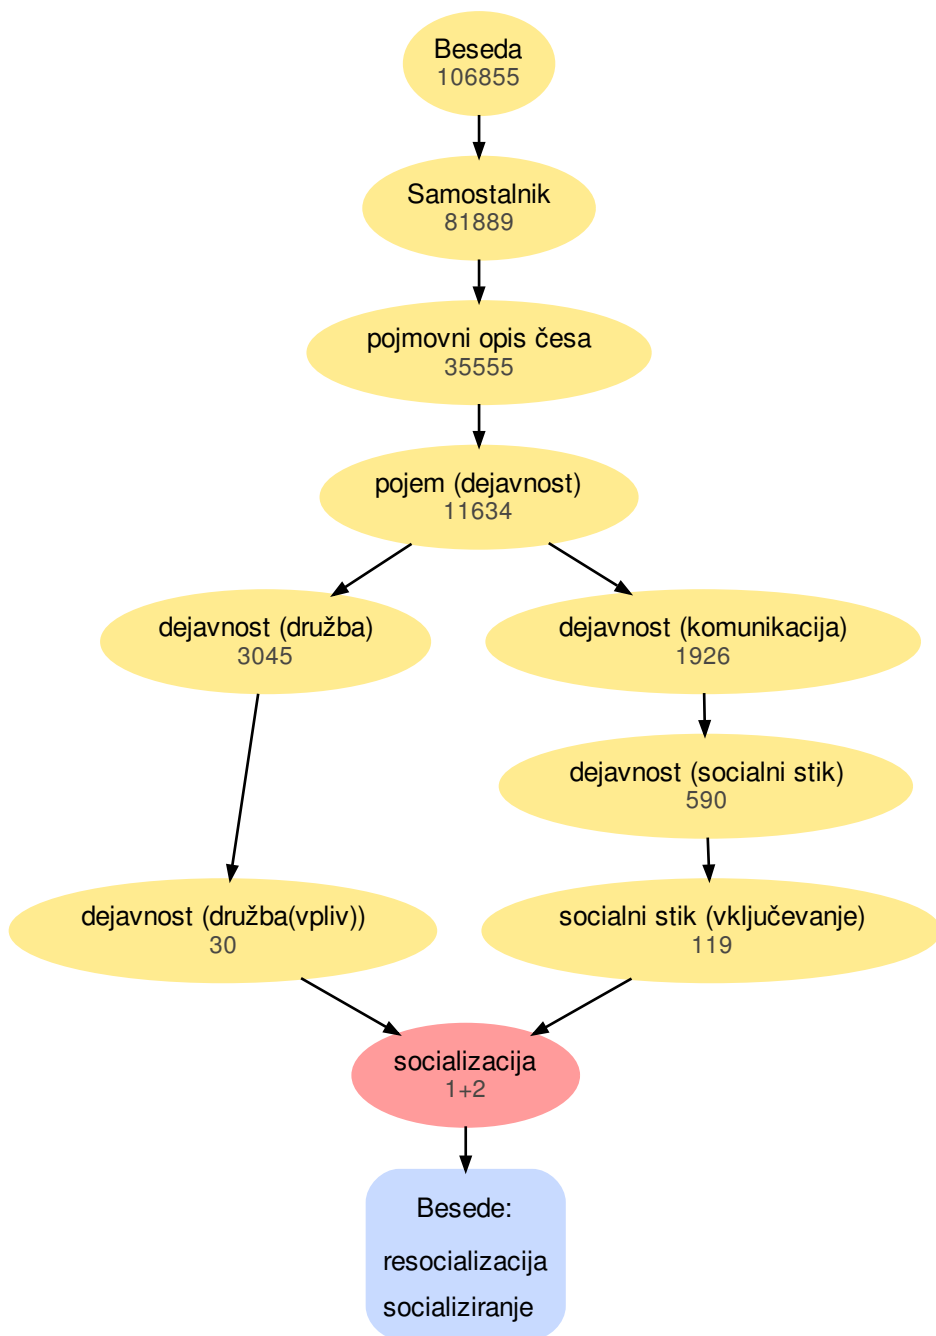 Beseda
106855
Samostalnik
81889
pojmovni opis česa
35555
pojem (dejavnost)
11634
dejavnost (družba)
3045
dejavnost (komunikacija)
1926
dejavnost (socialni stik)
590
dejavnost (družba(vpliv))
30
socialni stik (vključevanje)
119
socializacija
1+2
Besede:
resocializacija
socializiranje